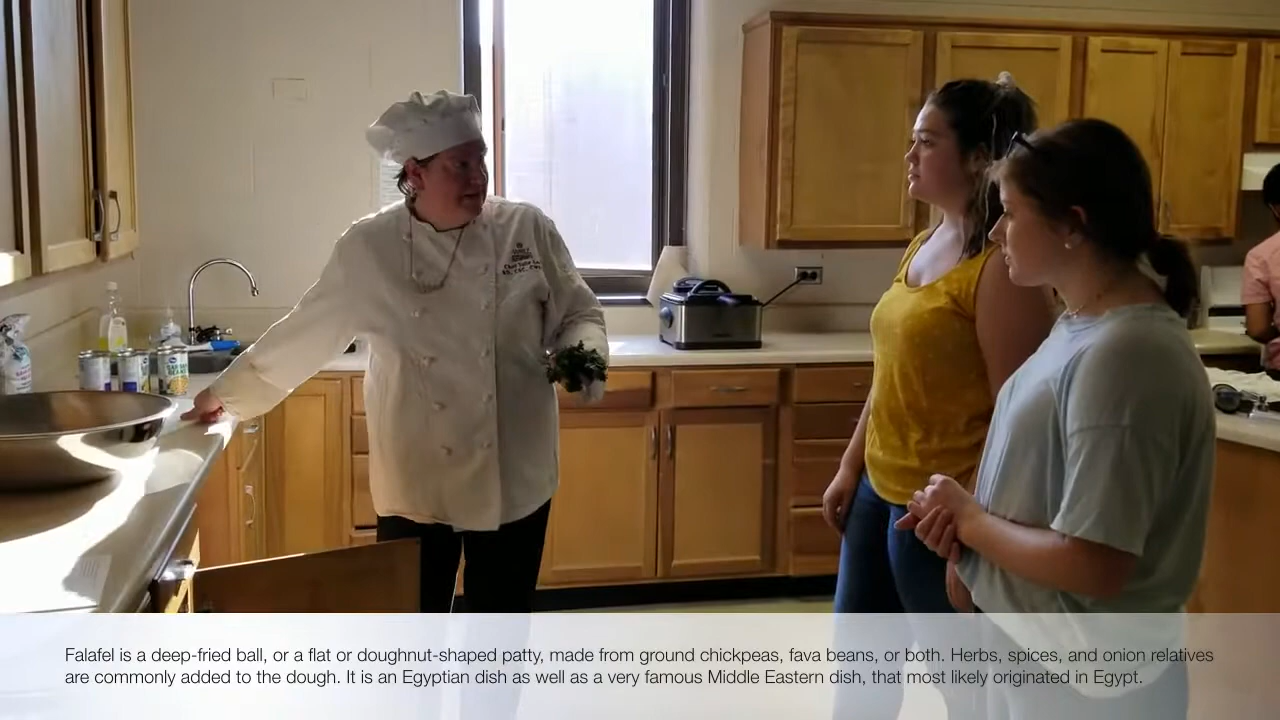 Falafel is a deep-fried ball, or a flat or doughnut-shaped patty, made from ground chickpeas, fava beans, or both. Herbs, spices, and onion relatives
are commonly added to the dough. It is an Egyptian dish as well as a very famous Middle Eastern dish, that most likely originated in Egypt.